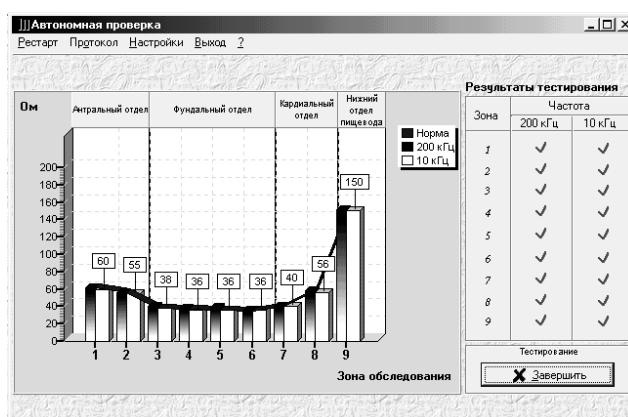 Автономная проверка
Рестарт Протокол Настройки Выход ?
Ом
Антральный отдел
Фундальный отдел
Кардиальный отдел
Нижний отдел пищевода
Норма
200 кГц
10 кГц
200
180
160
140
120
100
80
60
40
20
0
60
55
38
36
36
36
40
56
150
1 2 3 4 5 6 7 8 9
Зона обследования
Результаты тестирования
Зона
Частота
200 кГц 10 кГц
1
2
3
4
5
6
7
8
9
Тестирование
Завершить